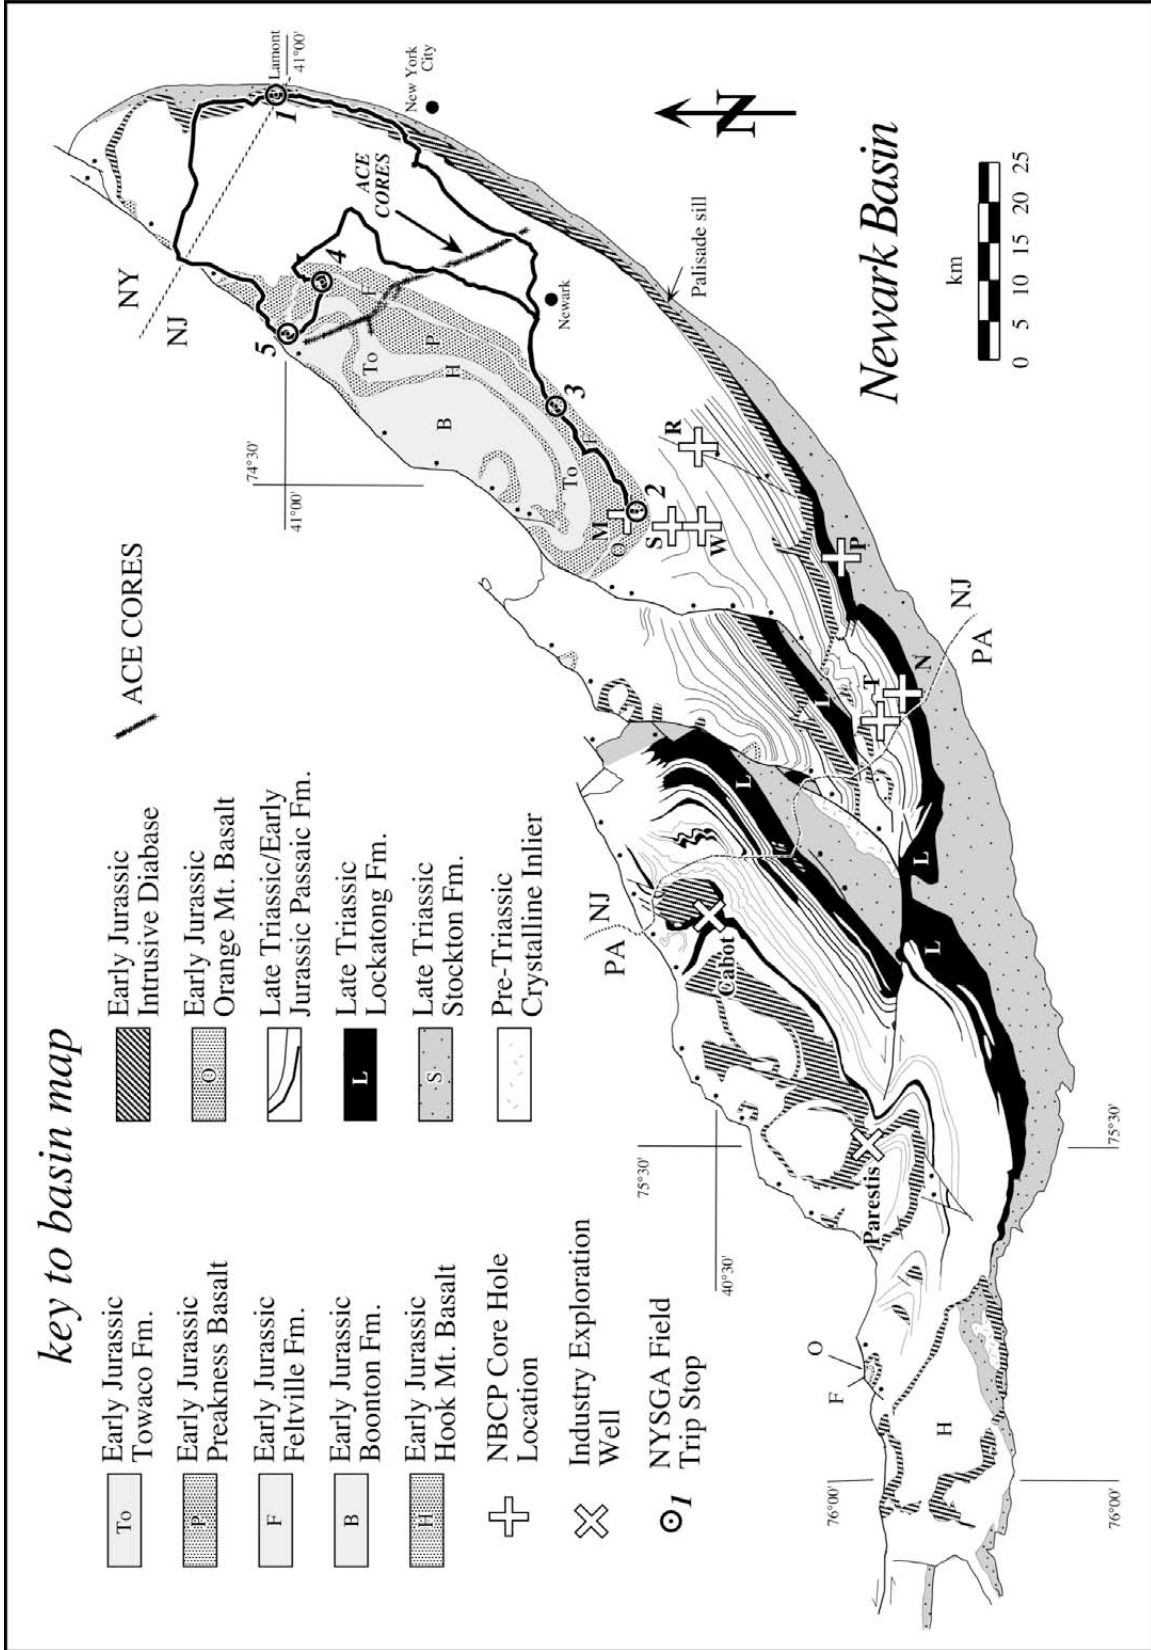 key to basin map
To
Early Jurassic
Towaco Fm.
P
Early Jurassic
Preakness Basalt
F
Early Jurassic
Feltville Fm.
B
Early Jurassic
Boonton Fm.
H
Early Jurassic
Hook Mt. Basalt
NBCP Core Hole
Location
Industry Exploration
Well
1
NYSGA Field
Trip Stop
Early Jurassic
Intrusive Diabase
O
Early Jurassic
Orange Mt. Basalt
Late Triassic/Early
Jurassic Passaic Fm.
L
Late Triassic
Lockatong Fm.
S
Late Triassic
Stockton Fm.
Pre-Triassic
Crystalline Inlier
ACE CORES
NY
NJ
Lamont
41°00'
1
New York
City
ACE
CORES
4
5
F
P
H
To
B
Newark
3
F
To
74°30'
41°00'
M
O
2
S
W
R
P
Palisade sill
N
NJ
PA
T
N
L
L
L
L
NJ
PA
Cabot
Parestis
75°30'
40°30'
75°30'
F
O
H
76°00'
76°00'
Newark Basin
km
0 5 10 15 20 25